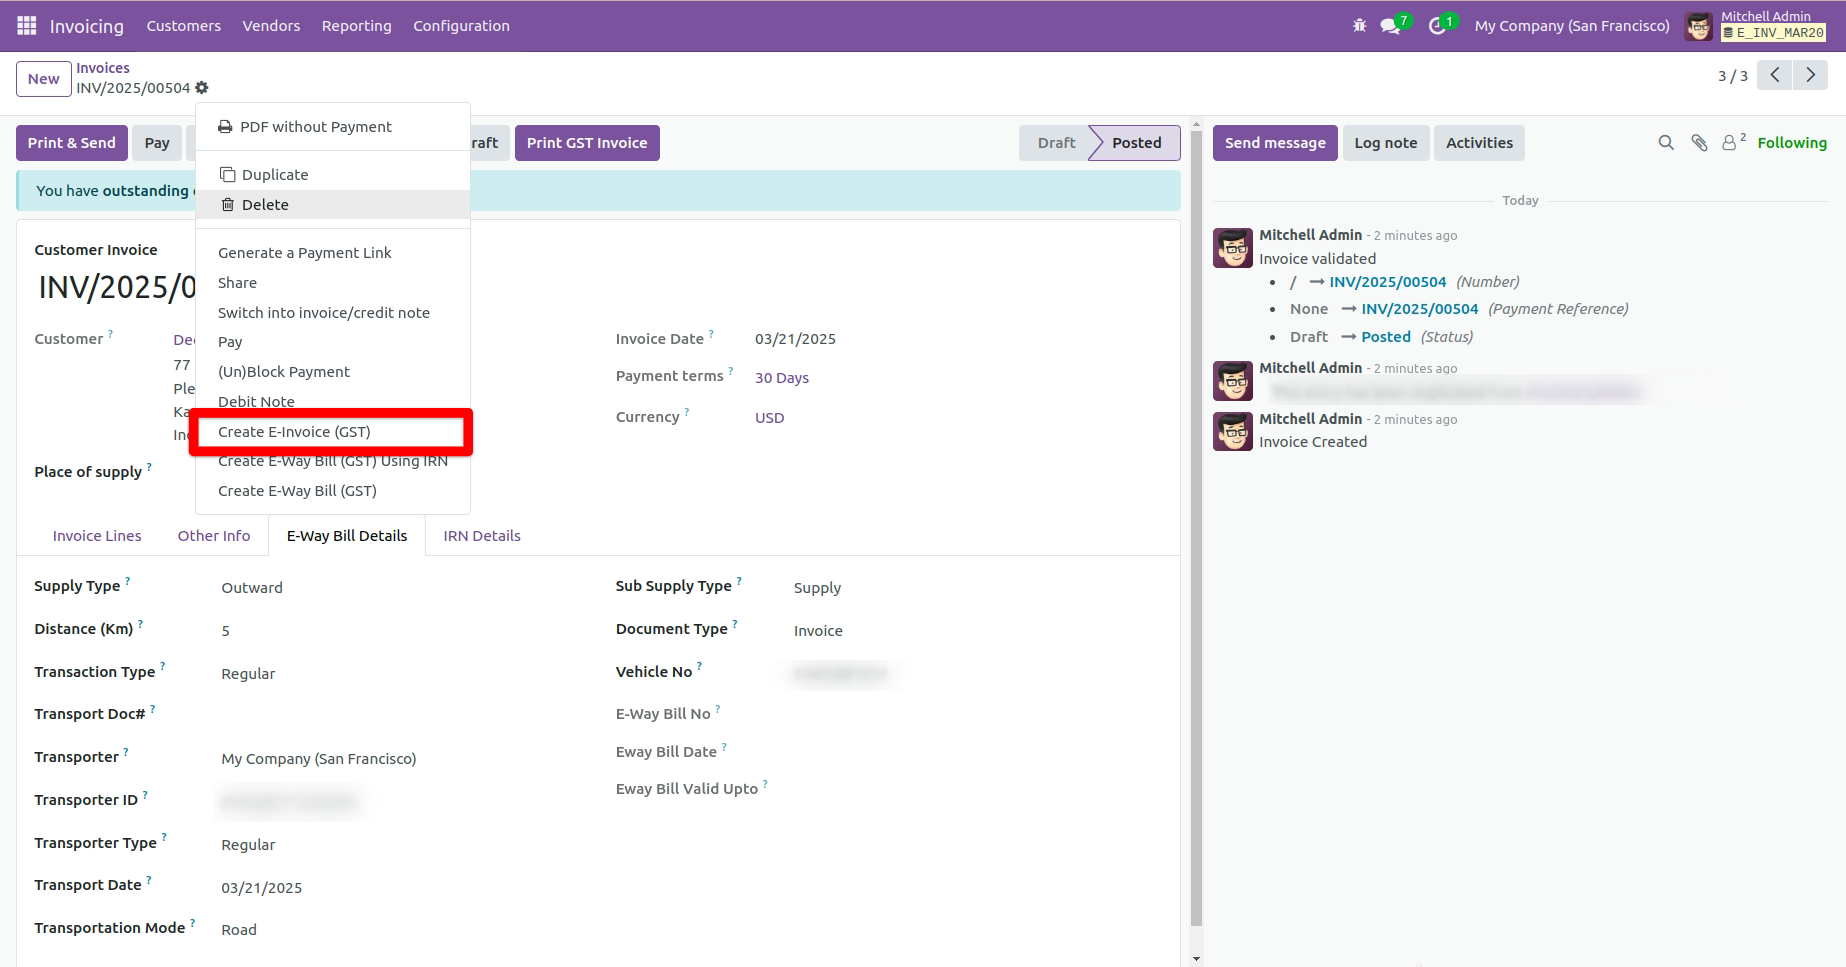 Invoicing Customers Vendors Reporting Configuration 7 1 My Company (San Francisco) Mitchell Admin
E_INV_MAR20
New Invoices
INV/2025/00504
3 / 3
PDF without Payment
Print & Send Pay raft Print GST Invoice Draft Posted
Send message Log note Activities 2 Following
Duplicate
You have outstanding
Delete
Today
Customer Invoice
Generate a Payment Link
INV/2025/0
Share
Switch into invoice/credit note
Customer ?
Pay
77
(Un)Block Payment
Ple
Debit Note
Ka
Create E-Invoice (GST)
Create E-Way Bill (GST) Using IRN
Place of supply ?
Create E-Way Bill (GST)
Invoice Date ? 03/21/2025
Payment terms ? 30 Days
Currency ? USD
Invoice Lines Other Info E-Way Bill Details IRN Details
Supply Type ? Outward
Distance (Km) ? 5
Transaction Type ? Regular
Transport Doc# ?
Transporter ? My Company (San Francisco)
Transporter ID ?
Transporter Type ? Regular
Transport Date ? 03/21/2025
Transportation Mode ? Road
Sub Supply Type ? Supply
Document Type ? Invoice
Vehicle No ?
E-Way Bill No ?
Eway Bill Date ?
Eway Bill Valid Upto ?
Mitchell Admin - 2 minutes ago
Invoice validated
• / → INV/2025/00504 (Number)
• None → INV/2025/00504 (Payment Reference)
• Draft → Posted (Status)
Mitchell Admin - 2 minutes ago
Mitchell Admin - 2 minutes ago
Invoice Created